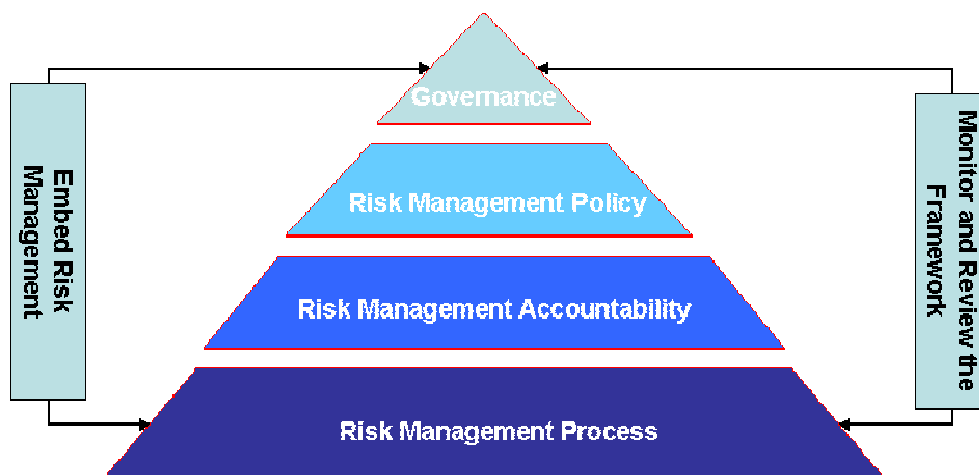 Governance
Risk Management Policy
Risk Management Accountability
Risk Management Process
Embed Risk
Management
Monitor and Review the
Framework